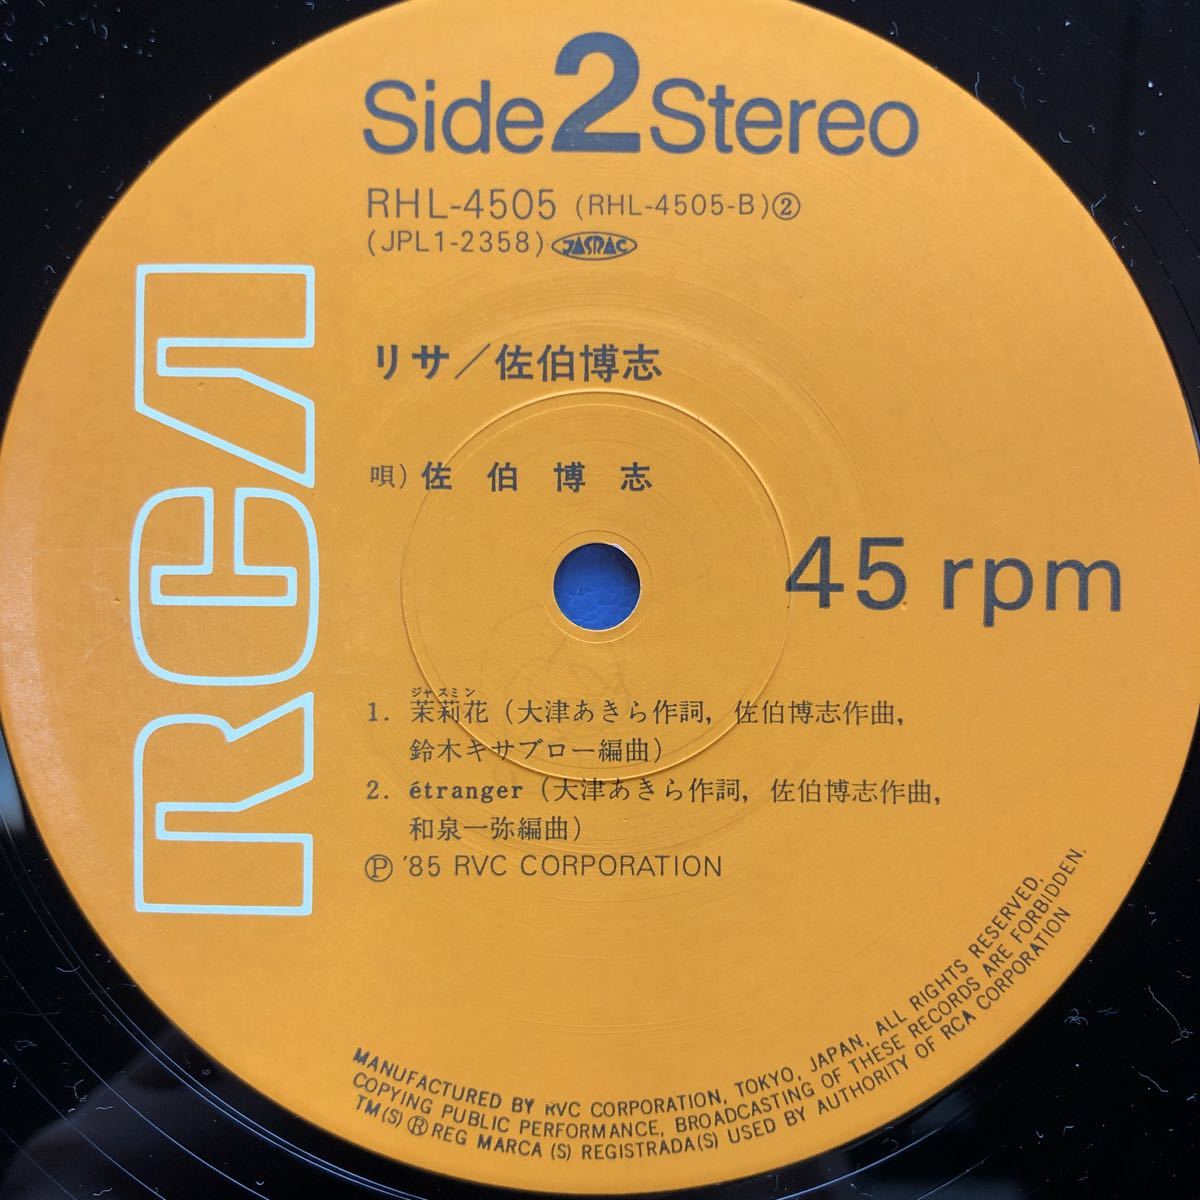 Side 2 Stereo
RHL-4505 (RHL-4505-B)②
(JPL1-2358) JASRAC
RCA
リサ／佐伯博志
唄) 佐伯博志
45 rpm
ジャスミン
1. 茉莉花 (大津あきら作詞, 佐伯博志作曲,
鈴木キサブロー編曲)
2. étranger (大津あきら作詞, 佐伯博志作曲,
和泉一弥編曲)
Ⓟ '85 RVC CORPORATION
MANUFACTURED BY RVC CORPORATION, TOKYO, JAPAN, ALL RIGHTS RESERVED,
COPYING PUBLIC PERFORMANCE, BROADCASTING OF THESE RECORDS ARE FORBIDDEN.
TM(S) ® REG MARCA (S) REGISTRADA(S) USED BY AUTHORITY OF RCA CORPORATION